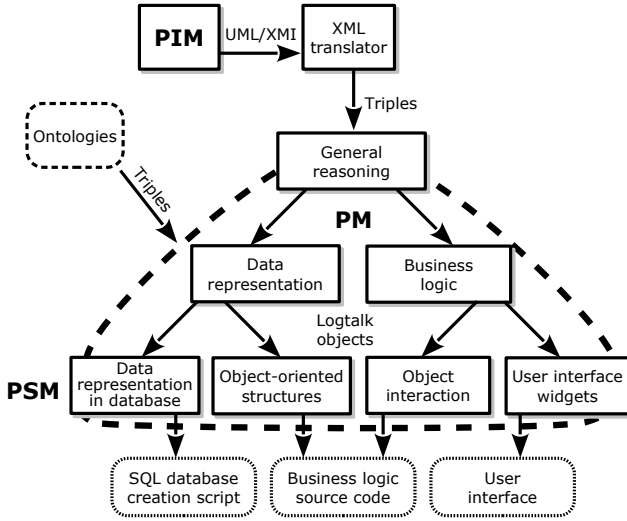 PIM
UML/XMI
XML
translator
Triples
Ontologies
Triples
General
reasoning
PM
Data
representation
Business
logic
Logtalk
objects
PSM
Data
representation
in database
Object-oriented
structures
Object
interaction
User interface
widgets
SQL database
creation script
Business logic
source code
User
interface